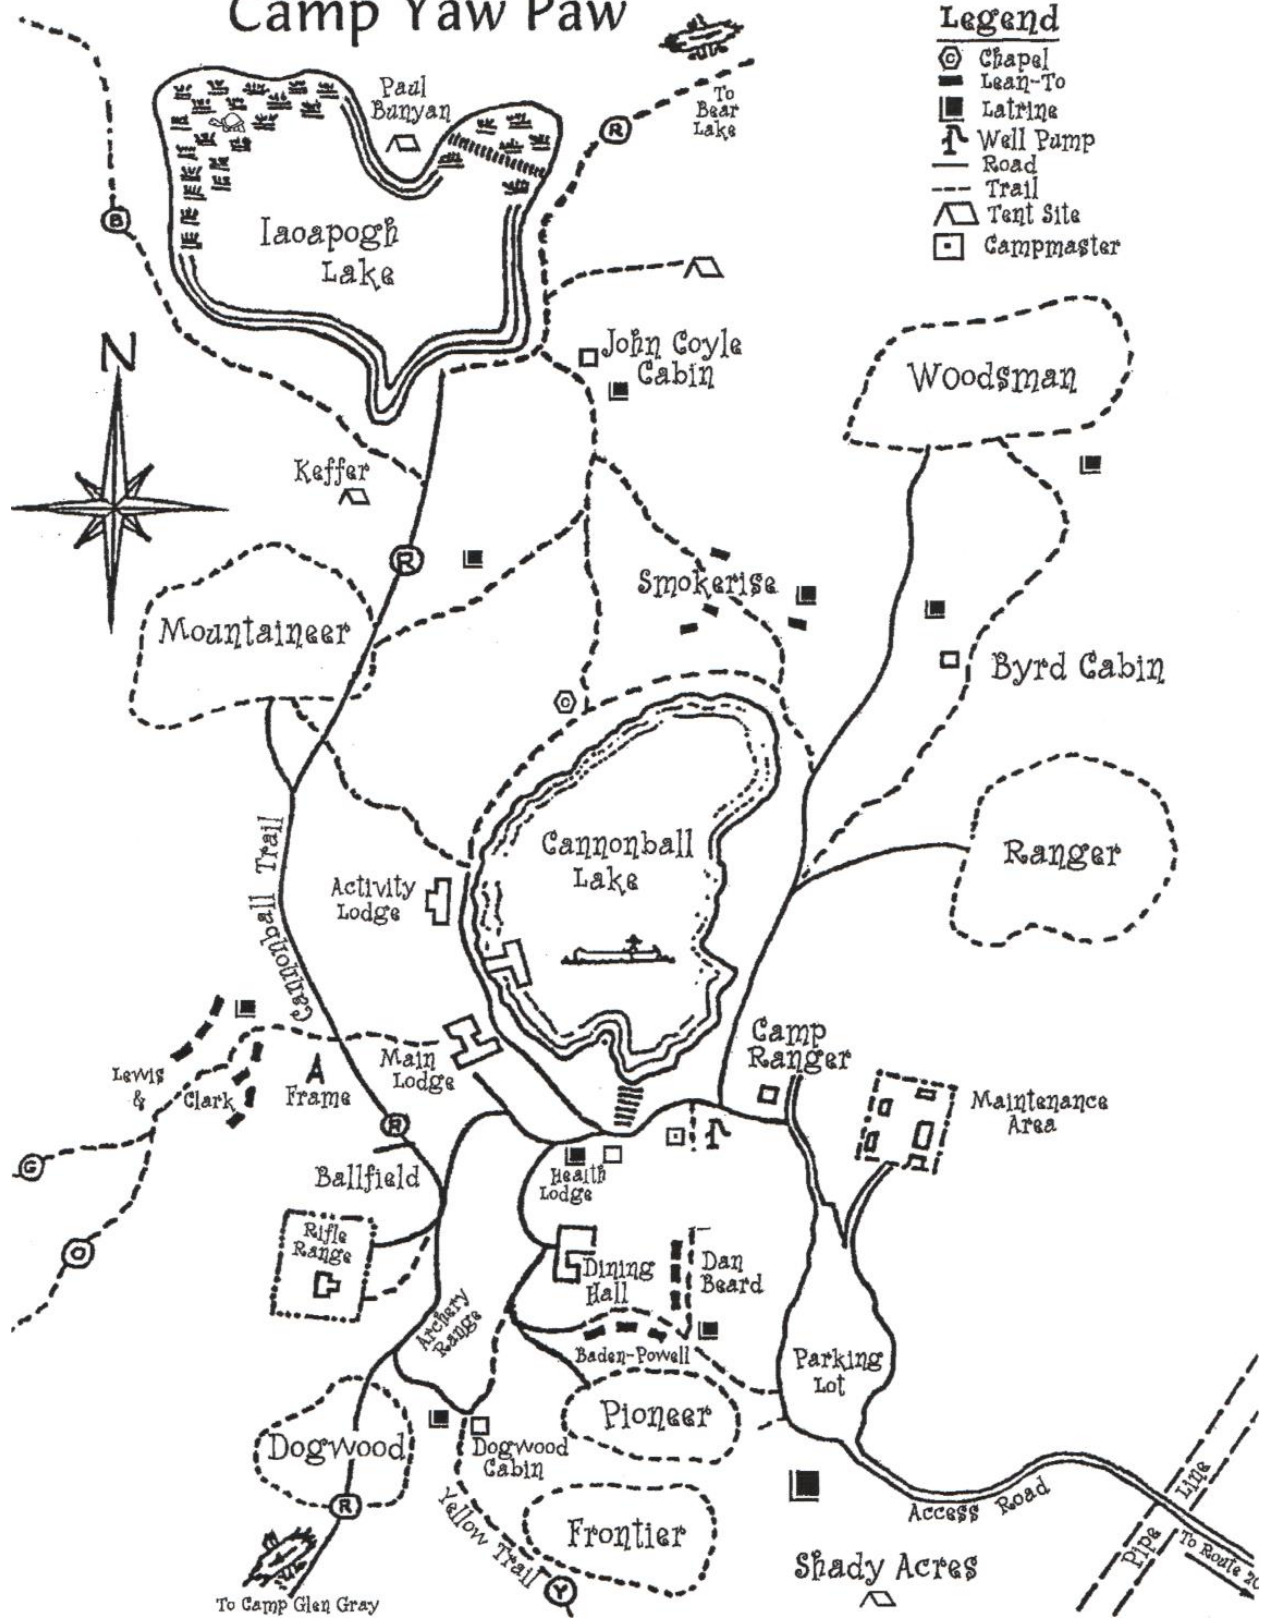 Camp Yaw Paw
Legend
C Chapel
Lean-To
Latrine
Well Pump
Road
Trail
Tent Site
Campmaster
Paul
Bunyan
To
Bear
Lake
R
B
Iaoapogh
Lake
N
John Coyle
Cabin
Woodsman
Keffer
R
Smokerise
Mountaineer
Byrd Cabin
C
Cannonball
Lake
Ranger
Activity
Lodge
Cannonball Trail
Camp
Ranger
Main
Lodge
Lewis
&
Clark
A
Frame
Maintenance
Area
R
G
Ballfield
Health
Lodge
O
Rifle
Range
Dining
Hall
Dan
Beard
Archery
Range
Baden-Powell
Parking
Lot
Pioneer
Dogwood
Dogwood
Cabin
R
Yellow Trail
Frontier
Access Road
Pipe Line
To Route 20
Shady Acres
Y
To Camp Glen Gray